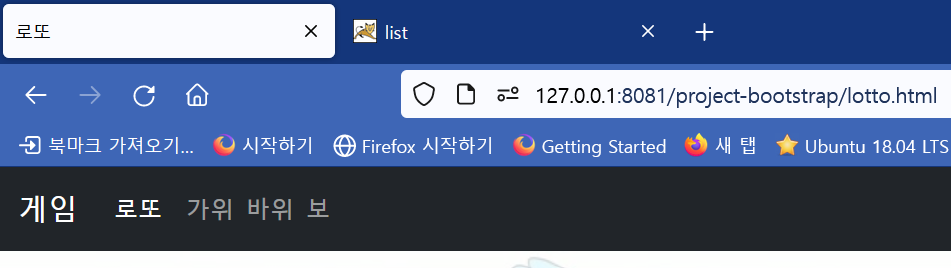 로또 list
127.0.0.1:8081/project-bootstrap/lotto.html
북마크 가져오기... 시작하기 Firefox 시작하기 Getting Started 새 탭 Ubuntu 18.04 LTS
게임 로또 가위 바위 보